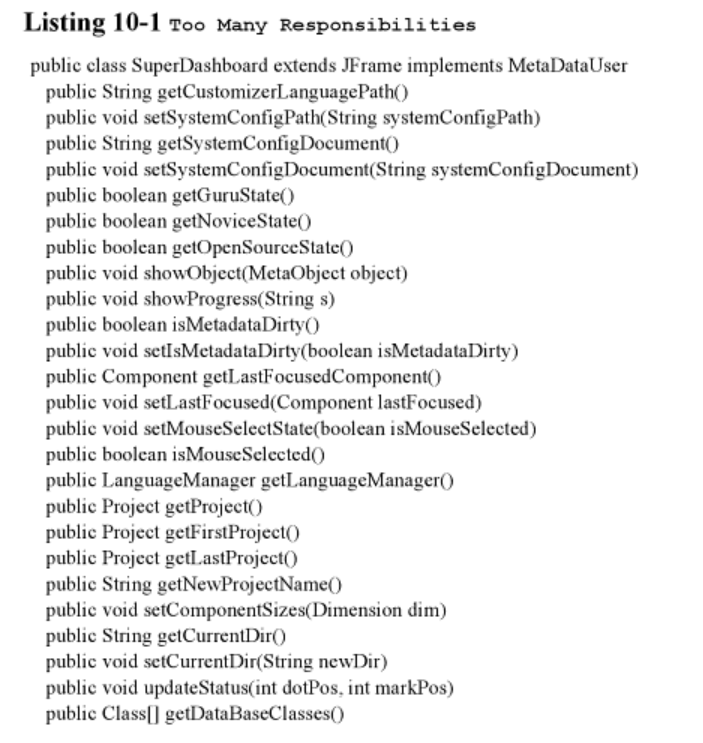 Listing 10-1 Too Many Responsibilities
public class SuperDashboard extends JFrame implements MetaDataUser
public String getCustomizerLanguagePath()
public void setSystemConfigPath(String systemConfigPath)
public String getSystemConfigDocument()
public void setSystemConfigDocument(String systemConfigDocument)
public boolean getGuruState()
public boolean getNoviceState()
public boolean getOpenSourceState()
public void showObject(MetaObject object)
public void showProgress(String s)
public boolean isMetadataDirty()
public void setIsMetadataDirty(boolean isMetadataDirty)
public Component getLastFocusedComponent()
public void setLastFocused(Component lastFocused)
public void setMouseSelectState(boolean isMouseSelected)
public boolean isMouseSelected()
public LanguageManager getLanguageManager()
public Project getProject()
public Project getFirstProject()
public Project getLastProject()
public String getNewProjectName()
public void setComponentSizes(Dimension dim)
public String getCurrentDir()
public void setCurrentDir(String newDir)
public void updateStatus(int dotPos, int markPos)
public Class[] getDataBaseClasses()